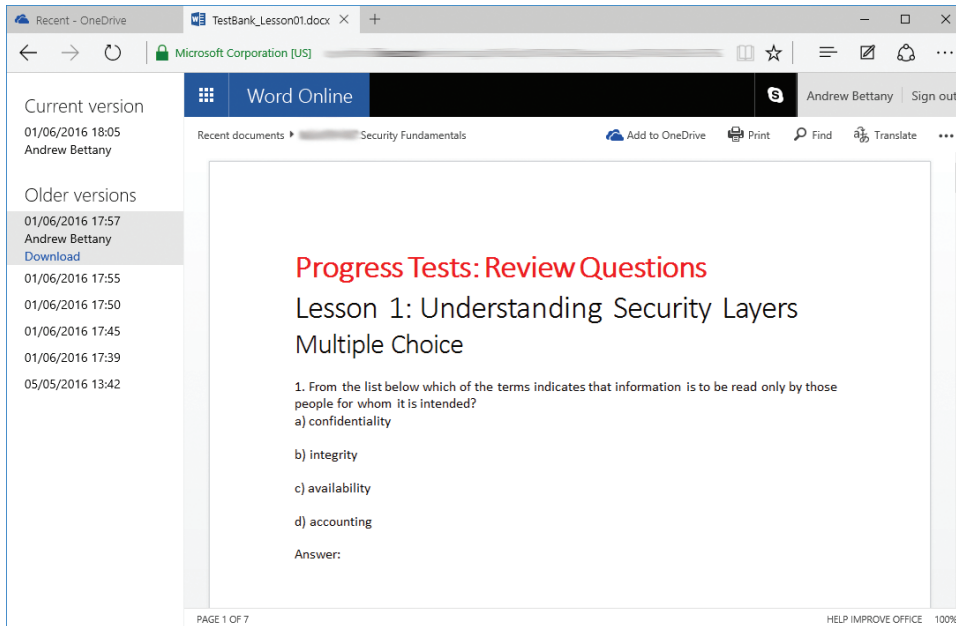 Recent - OneDrive
TestBank_Lesson01.docx
Microsoft Corporation [US]
Current version
01/06/2016 18:05
Andrew Bettany
Older versions
01/06/2016 17:57
Andrew Bettany
Download
01/06/2016 17:55
01/06/2016 17:50
01/06/2016 17:45
01/06/2016 17:39
05/05/2016 13:42
Word Online
Andrew Bettany
Sign out
Recent documents
Security Fundamentals
Add to OneDrive
Print
Find
Translate
Progress Tests: Review Questions
Lesson 1: Understanding Security Layers
Multiple Choice
1. From the list below which of the terms indicates that information is to be read only by those
people for whom it is intended?
a) confidentiality
b) integrity
c) availability
d) accounting
Answer:
PAGE 1 OF 7
HELP IMPROVE OFFICE
100%